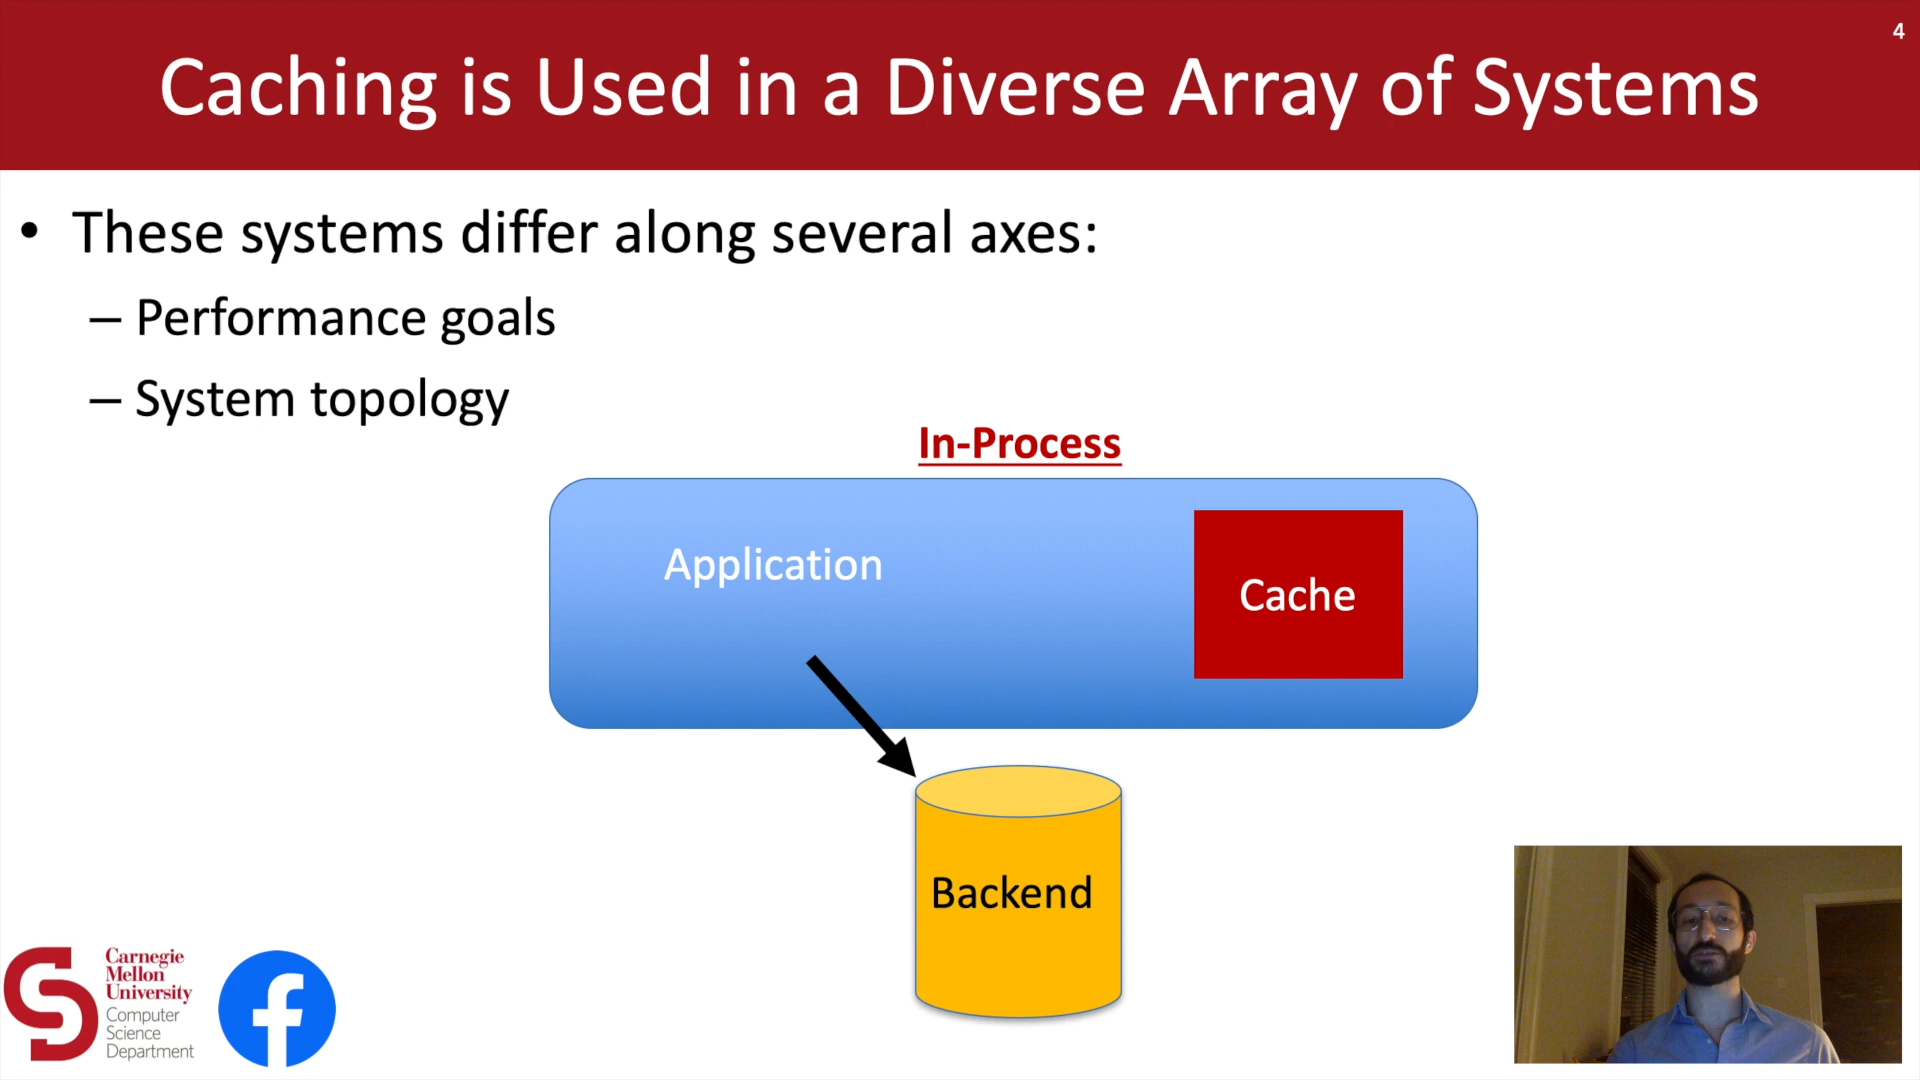 4
Caching is Used in a Diverse Array of Systems
• These systems differ along several axes:
– Performance goals
– System topology
In-Process
Application
Cache
Backend
Carnegie
Mellon
University
Computer
Science
Department